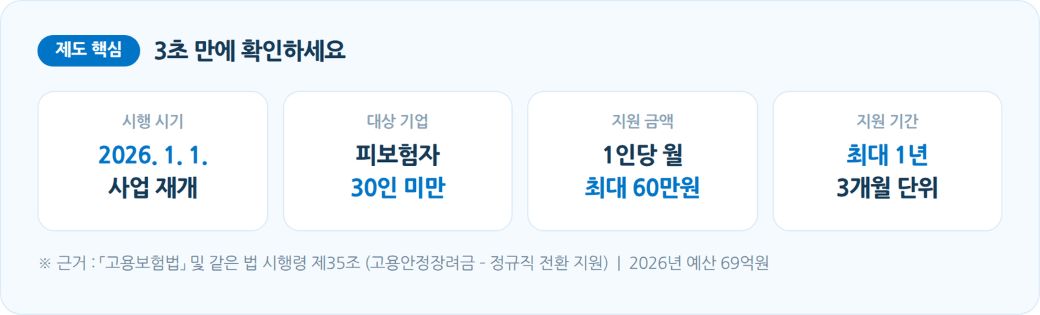 제도 핵심 3초 만에 확인하세요
시행 시기
2026. 1. 1.
사업 재개
대상 기업
피보험자
30인 미만
지원 금액
1인당 월
최대 60만원
지원 기간
최대 1년
3개월 단위
※ 근거 : 「고용보험법」 및 같은 법 시행령 제35조 (고용안정장려금 - 정규직 전환 지원) | 2026년 예산 69억원